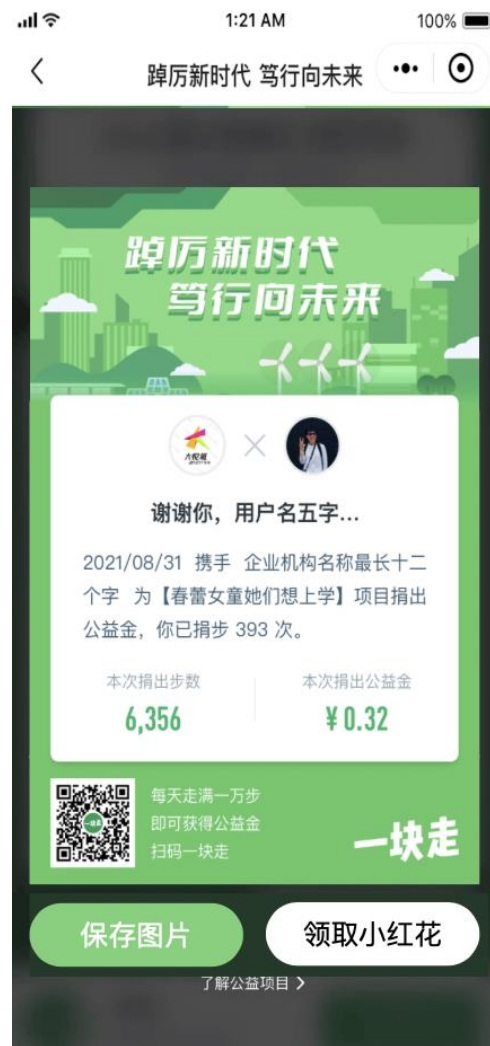 1:21 AM
100%
踔厉新时代 笃行向未来
踔厉新时代
笃行向未来
谢谢你，用户名五字...
2021/08/31 携手 企业机构名称最长十二
个字 为【春蕾女童她们想上学】项目捐出
公益金，你已捐步 393 次。
本次捐出步数
本次捐出公益金
6,356
¥ 0.32
每天走满一万步
即可获得公益金
扫码一块走
一块走
保存图片
领取小红花
了解公益项目